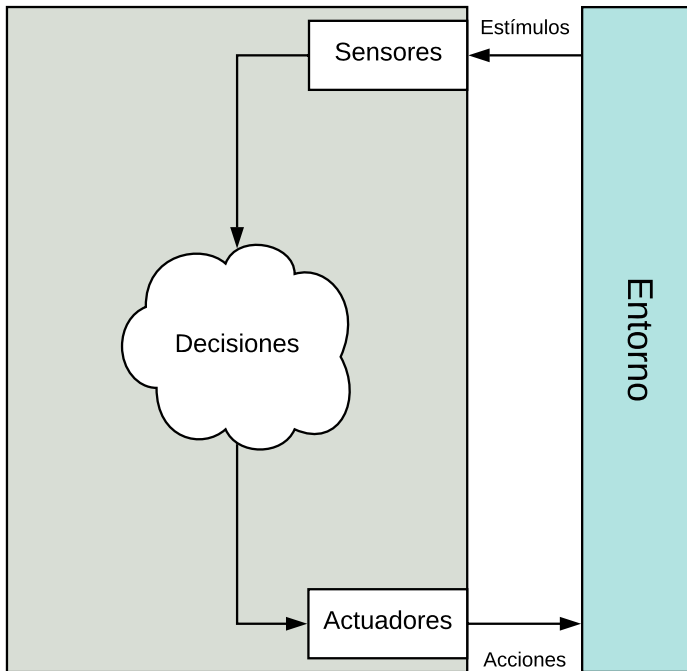 Estímulos
Sensores
Entorno
Decisiones
Actuadores
Acciones